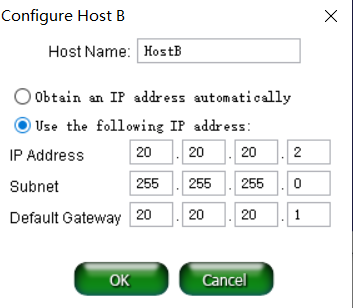 Configure Host B
Host Name: HostB
Obtain an IP address automatically
Use the following IP address:
IP Address 20 . 20 . 20 . 2
Subnet 255 . 255 . 255 . 0
Default Gateway 20 . 20 . 20 . 1
OK Cancel